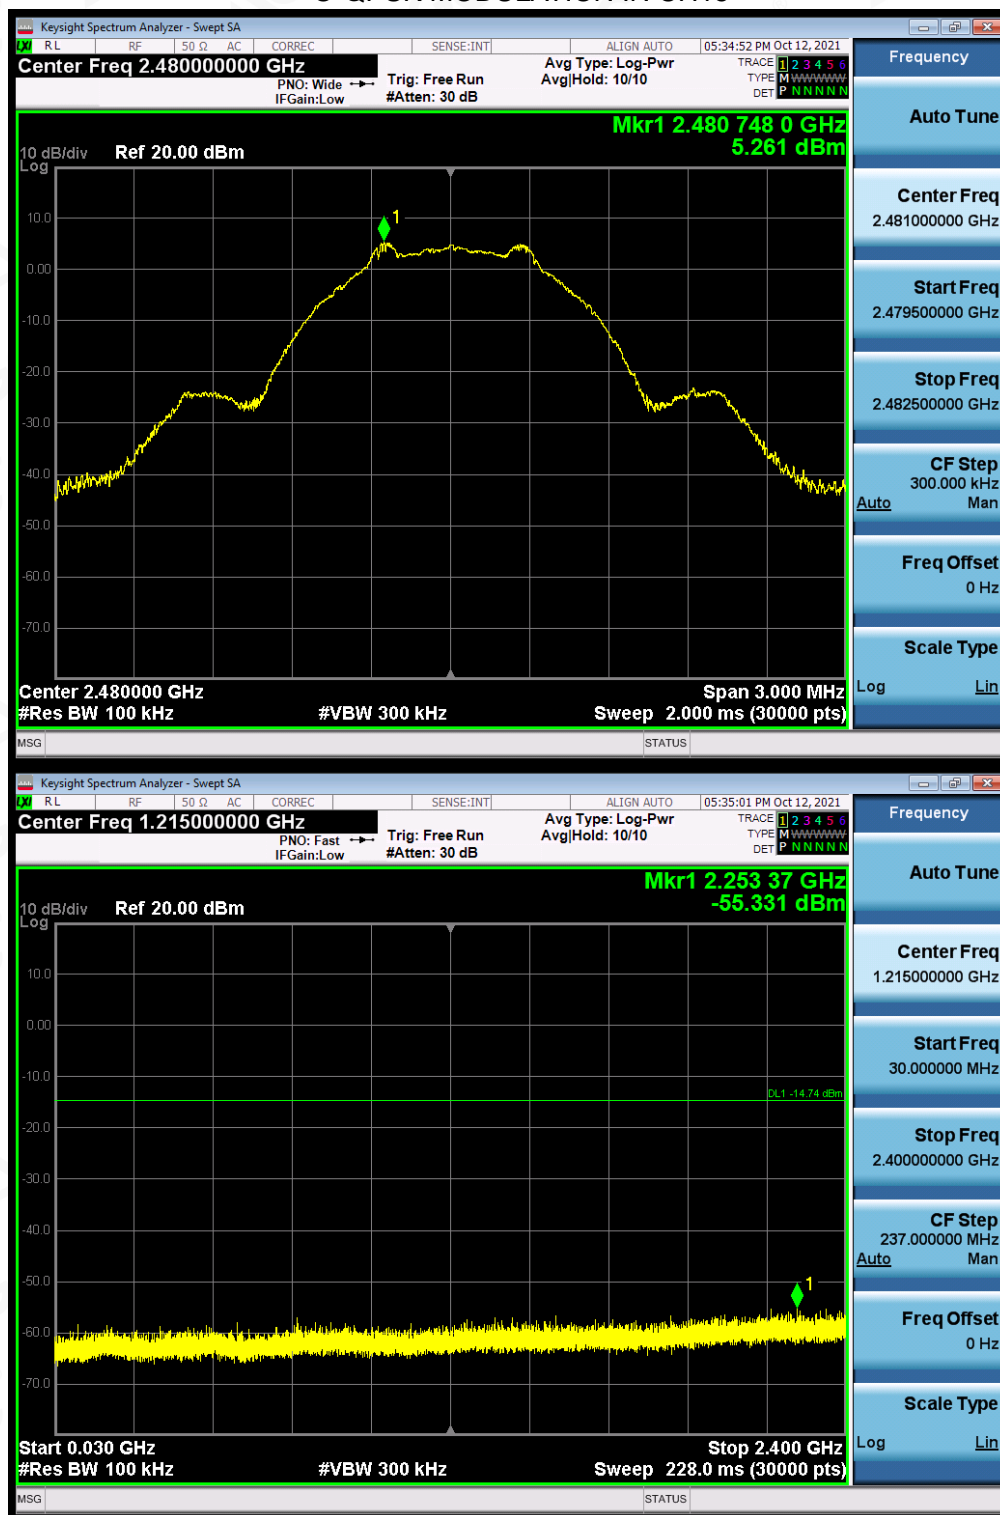 Keysight Spectrum Analyzer - Swept SA
LXI RL RF 50 Ω AC CORREC SENSE:INT ALIGN AUTO 05:34:52 PM Oct 12, 2021
Center Freq 2.480000000 GHz
PNO: Wide
IFGain:Low
Trig: Free Run
#Atten: 30 dB
Avg Type: Log-Pwr
Avg|Hold: 10/10
TRACE 1 2 3 4 5 6
TYPE M WWWWW
DET P N N N N N
Mkr1 2.480 748 0 GHz
5.261 dBm
10 dB/div Ref 20.00 dBm
Log
1
10.0
0.00
-10.0
-20.0
-30.0
-40.0
-50.0
-60.0
-70.0
Center 2.480000 GHz Span 3.000 MHz
#Res BW 100 kHz #VBW 300 kHz Sweep 2.000 ms (30000 pts)
MSG STATUS
Frequency
Auto Tune
Center Freq
2.481000000 GHz
Start Freq
2.479500000 GHz
Stop Freq
2.482500000 GHz
CF Step
300.000 kHz
Auto Man
Freq Offset
0 Hz
Scale Type
Log Lin
Keysight Spectrum Analyzer - Swept SA
LXI RL RF 50 Ω AC CORREC SENSE:INT ALIGN AUTO 05:35:01 PM Oct 12, 2021
Center Freq 1.215000000 GHz
PNO: Fast
IFGain:Low
Trig: Free Run
#Atten: 30 dB
Avg Type: Log-Pwr
Avg|Hold: 10/10
TRACE 1 2 3 4 5 6
TYPE M WWWWW
DET P N N N N N
Mkr1 2.253 37 GHz
-55.331 dBm
10 dB/div Ref 20.00 dBm
Log
10.0
0.00
-10.0
DL1 -14.74 dBm
-20.0
-30.0
-40.0
-50.0
1
-60.0
-70.0
Start 0.030 GHz Stop 2.400 GHz
#Res BW 100 kHz #VBW 300 kHz Sweep 228.0 ms (30000 pts)
MSG STATUS
Frequency
Auto Tune
Center Freq
1.215000000 GHz
Start Freq
30.000000 MHz
Stop Freq
2.400000000 GHz
CF Step
237.000000 MHz
Auto Man
Freq Offset
0 Hz
Scale Type
Log Lin